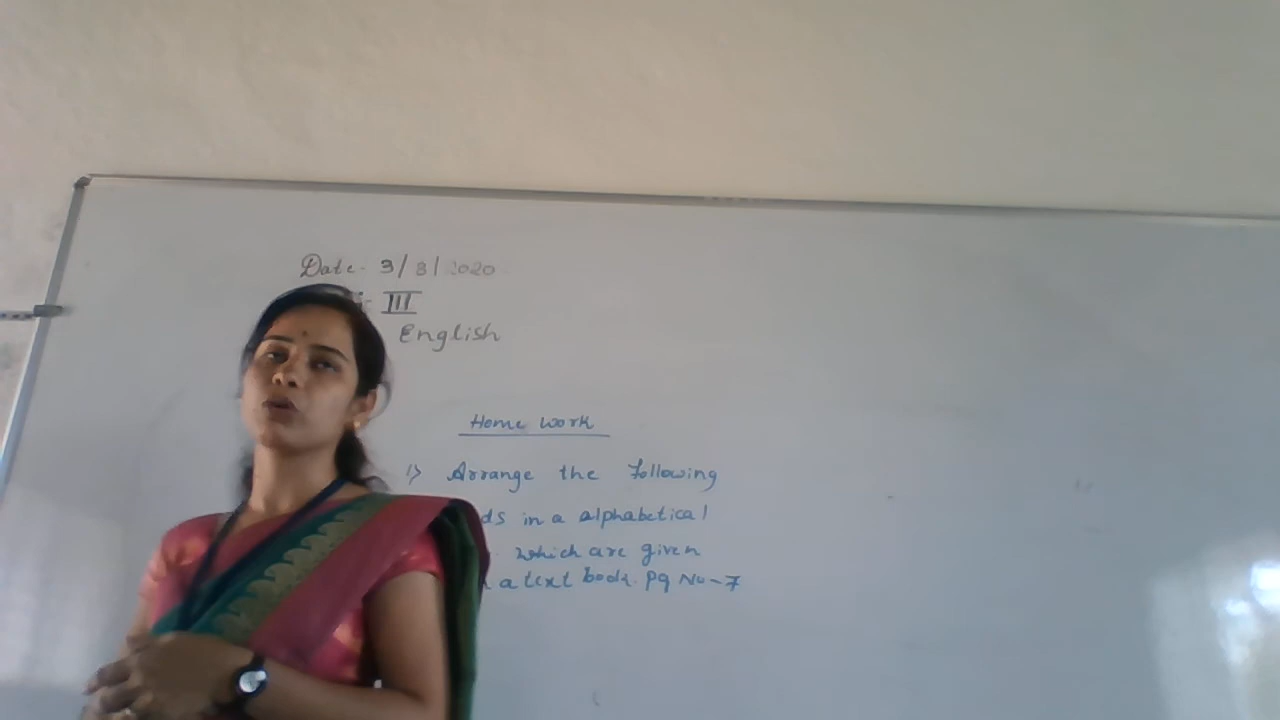 Date- 3/8/2020
III
English
Home work
1) Arrange the Following
ds in a alphabetical
which are given
a text book. Pg No-7